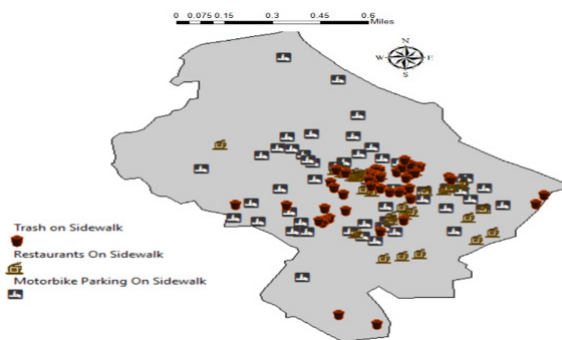 0 0.075 0.15 0.3 0.45 0.6
Miles
N
W E
S
Trash on Sidewalk
Restaurants On Sidewalk
Motorbike Parking On Sidewalk